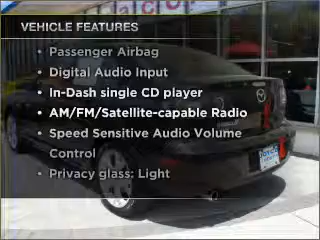 VEHICLE FEATURES
• Passenger Airbag
• Digital Audio Input
• In-Dash single CD player
• AM/FM/Satellite-capable Radio
• Speed Sensitive Audio Volume
Control
• Privacy glass: Light